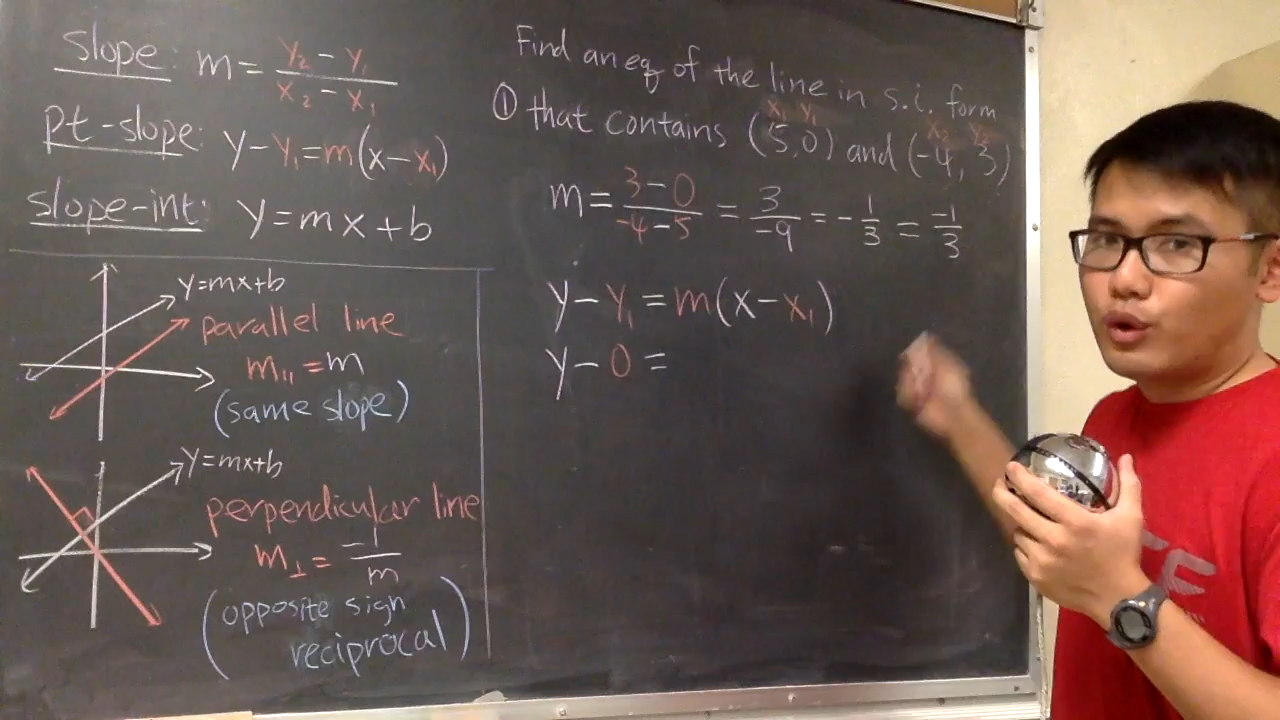 slope: m = (y₂ - y₁)/(x₂ - x₁)
pt-slope: y - y₁ = m(x - x₁)
slope-int: y = mx + b
y = mx + b
parallel line
m₁₁ = m
(same slope)
y = mx + b
perpendicular line
m⊥ = -1/m
(opposite sign
reciprocal)
Find an eq of the line in s.i. form
x₁ y₁ x₂ y₂
① that contains (5,0) and (-4, 3)
m = (3 - 0)/(-4 - 5) = 3/-9 = -1/3 = -1/3
y - y₁ = m(x - x₁)
y - 0 =